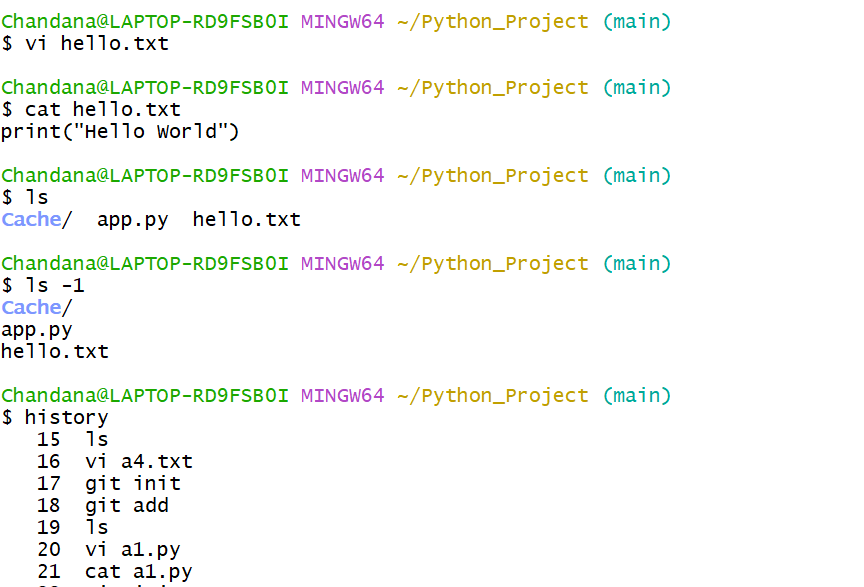 Chandana@LAPTOP-RD9FSB0I MINGW64 ~/Python_Project (main)
$ vi hello.txt
Chandana@LAPTOP-RD9FSB0I MINGW64 ~/Python_Project (main)
$ cat hello.txt
print("Hello World")
Chandana@LAPTOP-RD9FSB0I MINGW64 ~/Python_Project (main)
$ ls
Cache/  app.py  hello.txt
Chandana@LAPTOP-RD9FSB0I MINGW64 ~/Python_Project (main)
$ ls -1
Cache/
app.py
hello.txt
Chandana@LAPTOP-RD9FSB0I MINGW64 ~/Python_Project (main)
$ history
15  ls
16  vi a4.txt
17  git init
18  git add
19  ls
20  vi a1.py
21  cat a1.py